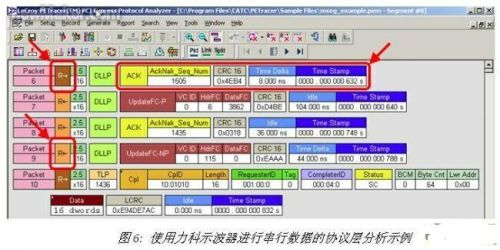 LeCroy PETracer(TM) PCI Express Protocol Analyzer - [C:\Program Files\CATC\PETracer\Sample Files\mseg_example.pem - Segment #0]
File Setup Record Generate Report Search View Window Help
Pkt Link Split
Packet 6 R→ 2.5 x16 DLLP ACK AckNak_Seq_Num 1505 CRC 16 0x4EB4 Time Delta 8.000 ns Time Stamp 0000 . 000 000 632 s
Packet 7 R← 2.5 x16 DLLP UpdateFC-P VC ID 0 HdrFC 6 DataFC 3862 CRC 16 0xD4BE Idle 104.000 ns Time Stamp 0000 . 000 000 640 s
Packet 8 R← 2.5 x16 DLLP ACK AckNak_Seq_Num 1435 CRC 16 0x0318 Idle 36.000 ns Time Stamp 0000 . 000 000 748 s
Packet 9 R← 2.5 x16 DLLP UpdateFC-NP VC ID 0 HdrFC 115 DataFC 0 CRC 16 0xEAAA Idle 44.000 ns Time Stamp 0000 . 000 000 788 s
Packet 10 R→ 2.5 x16 TLP 1436 Cpl CplD 10:01010 Length 16 RequesterID 001:00:0 Tag 0 CompleterID 000:04:0 Status SC BCM 0 Byte Cnt 64 Lwr Addr 0x00
Data 16 dwords LCRC 0xE94DE7AC Idle 0.000 ns Time Stamp 0000 . 000 000 832 s
图6: 使用力科示波器进行串行数据的协议层分析示例